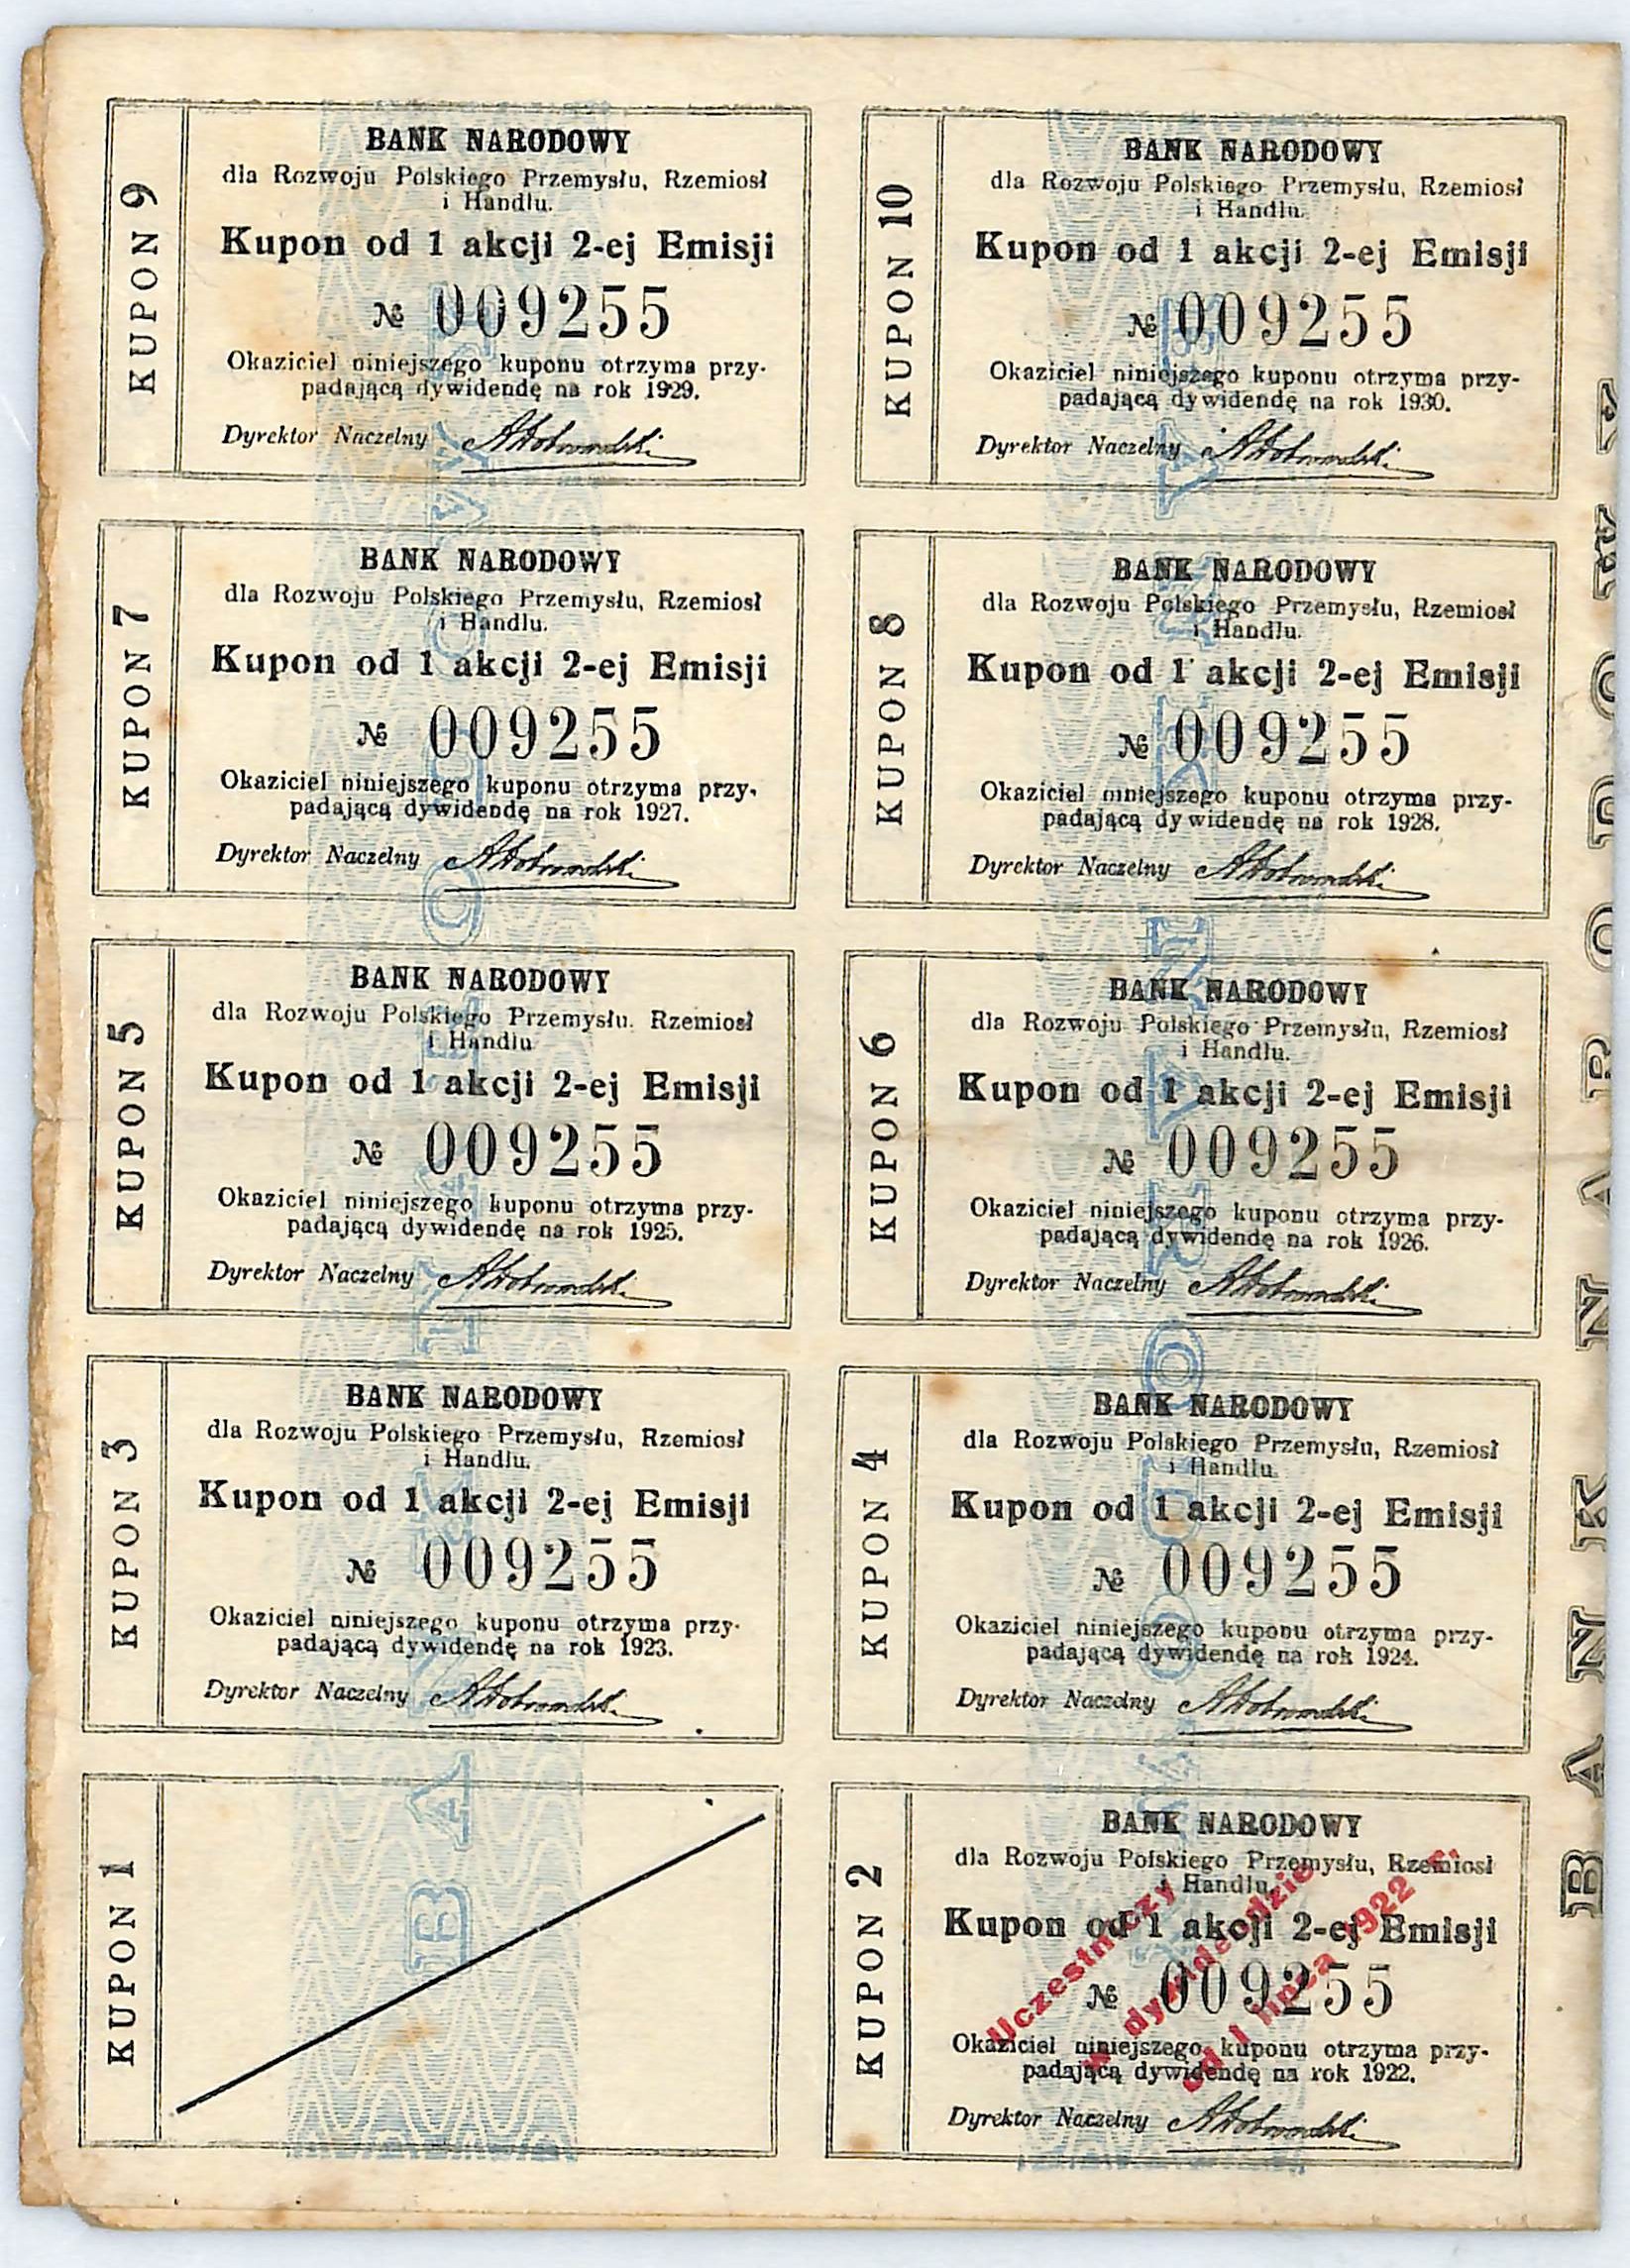 KUPON 9
BANK NARODOWY
dla Rozwoju Polskiego Przemysłu, Rzemiosł
i Handlu.
Kupon od 1 akcji 2-ej Emisji
№ 009255
Okaziciel niniejszego kuponu otrzyma przy-
padającą dywidendę na rok 1929.
Dyrektor Naczelny
KUPON 10
BANK NARODOWY
dla Rozwoju Polskiego Przemysłu, Rzemiosł
i Handlu.
Kupon od 1 akcji 2-ej Emisji
№ 009255
Okaziciel niniejszego kuponu otrzyma przy-
padającą dywidendę na rok 1930.
Dyrektor Naczelny
KUPON 7
BANK NARODOWY
dla Rozwoju Polskiego Przemysłu, Rzemiosł
i Handlu.
Kupon od 1 akcji 2-ej Emisji
№ 009255
Okaziciel niniejszego kuponu otrzyma przy-
padającą dywidendę na rok 1927.
Dyrektor Naczelny
KUPON 8
BANK NARODOWY
dla Rozwoju Polskiego Przemysłu, Rzemiosł
i Handlu.
Kupon od 1 akcji 2-ej Emisji
№ 009255
Okaziciel niniejszego kuponu otrzyma przy-
padającą dywidendę na rok 1928.
Dyrektor Naczelny
KUPON 5
BANK NARODOWY
dla Rozwoju Polskiego Przemysłu. Rzemiosł
i Handlu
Kupon od 1 akcji 2-ej Emisji
№ 009255
Okaziciel niniejszego kuponu otrzyma przy-
padającą dywidendę na rok 1925.
Dyrektor Naczelny
KUPON 6
BANK NARODOWY
dla Rozwoju Polskiego Przemysłu, Rzemiosł
i Handlu.
Kupon od 1 akcji 2-ej Emisji
№ 009255
Okaziciel niniejszego kuponu otrzyma przy-
padającą dywidendę na rok 1926.
Dyrektor Naczelny
KUPON 3
BANK NARODOWY
dla Rozwoju Polskiego Przemysłu, Rzemiosł
i Handlu.
Kupon od 1 akcji 2-ej Emisji
№ 009255
Okaziciel niniejszego kuponu otrzyma przy-
padającą dywidendę na rok 1923.
Dyrektor Naczelny
KUPON 4
BANK NARODOWY
dla Rozwoju Polskiego Przemysłu, Rzemiosł
i Handlu
Kupon od 1 akcji 2-ej Emisji
№ 009255
Okaziciel niniejszego kuponu otrzyma przy-
padającą dywidendę na rok 1924.
Dyrektor Naczelny
KUPON 1
KUPON 2
BANK NARODOWY
dla Rozwoju Polskiego Przemysłu, Rzemiosł
i Handlu.
Kupon od 1 akcji 2-ej Emisji
№ 009255
Okaziciel niniejszego kuponu otrzyma przy-
padającą dywidendę na rok 1922.
Dyrektor Naczelny
Uczestniczy
w dywidendzie
od 1 lipca 1922 r.
BANK NARODOWY